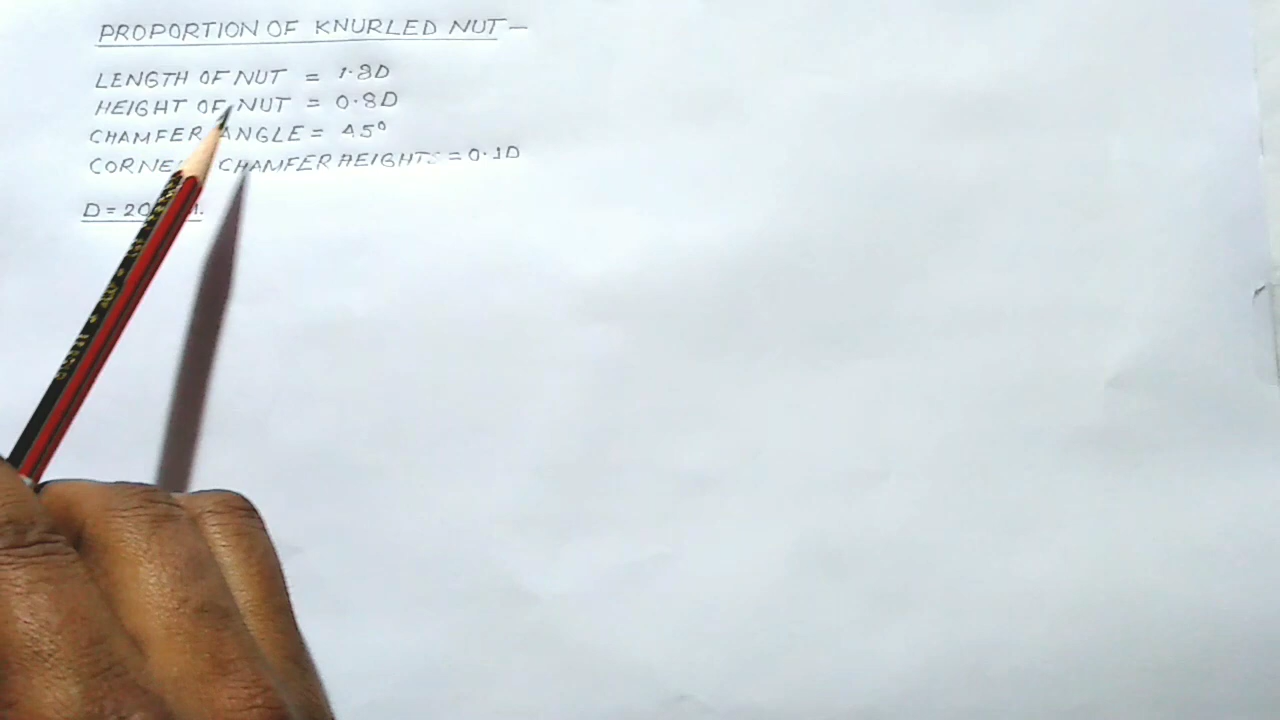 PROPORTION OF KNURLED NUT—
LENGTH OF NUT = 1.8D
HEIGHT OF NUT = 0.8D
CHAMFER ANGLE = 45°
CHAMFER HEIGHTS = 0.1D